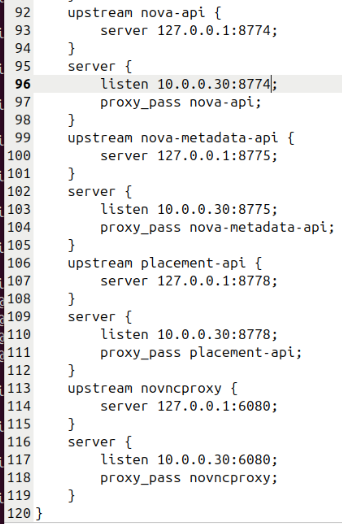 92 upstream nova-api {
93 server 127.0.0.1:8774;
94 }
95 server {
96 listen 10.0.0.30:8774;
97 proxy_pass nova-api;
98 }
99 upstream nova-metadata-api {
100 server 127.0.0.1:8775;
101 }
102 server {
103 listen 10.0.0.30:8775;
104 proxy_pass nova-metadata-api;
105 }
106 upstream placement-api {
107 server 127.0.0.1:8778;
108 }
109 server {
110 listen 10.0.0.30:8778;
111 proxy_pass placement-api;
112 }
113 upstream novncproxy {
114 server 127.0.0.1:6080;
115 }
116 server {
117 listen 10.0.0.30:6080;
118 proxy_pass novncproxy;
119 }
120 }